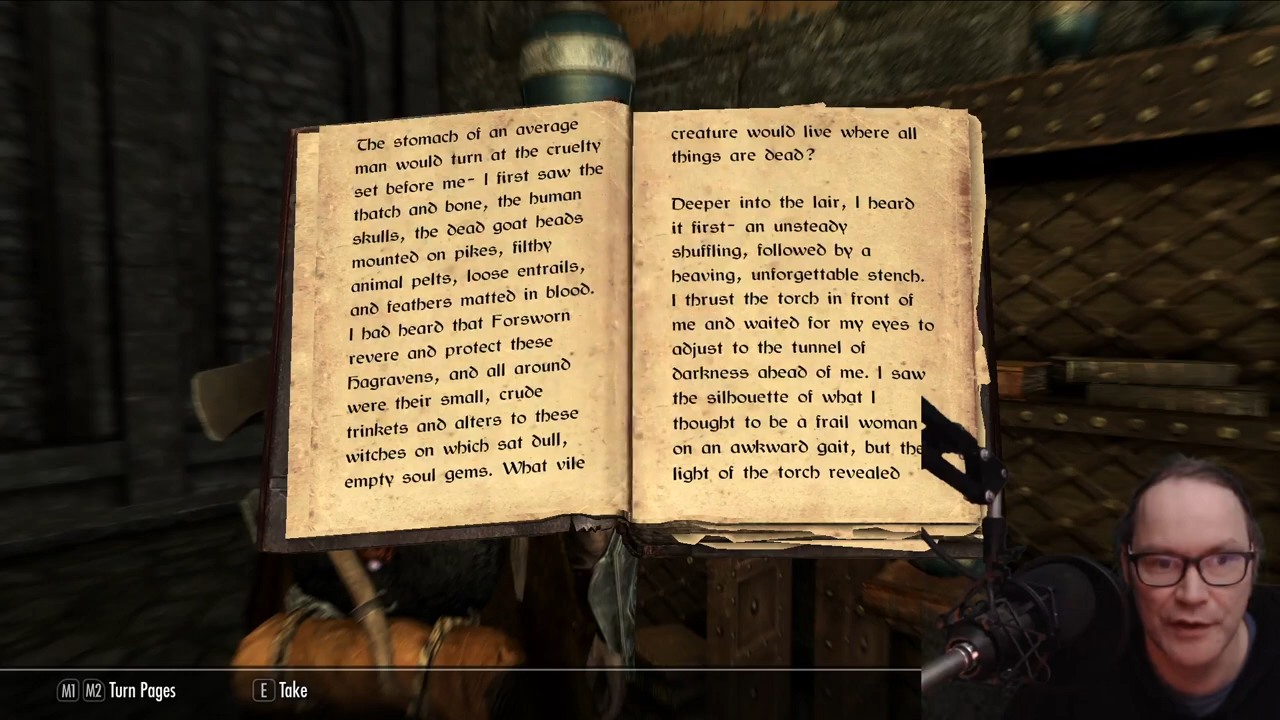 The stomach of an average
man would turn at the cruelty
set before me- I first saw the
thatch and bone, the human
skulls, the dead goat heads
mounted on pikes, filthy
animal pelts, loose entrails,
and feathers matted in blood.
I had heard that Forsworn
revere and protect these
Hagravens, and all around
were their small, crude
trinkets and alters to these
witches on which sat dull,
empty soul gems. What vile
creature would live where all
things are dead?
Deeper into the lair, I heard
it first- an unsteady
shuffling, followed by a
heaving, unforgettable stench.
I thrust the torch in front of
me and waited for my eyes to
adjust to the tunnel of
darkness ahead of me. I saw
the silhouette of what I
thought to be a frail woman
on an awkward gait, but the
light of the torch revealed
M1 M2 Turn Pages
E Take